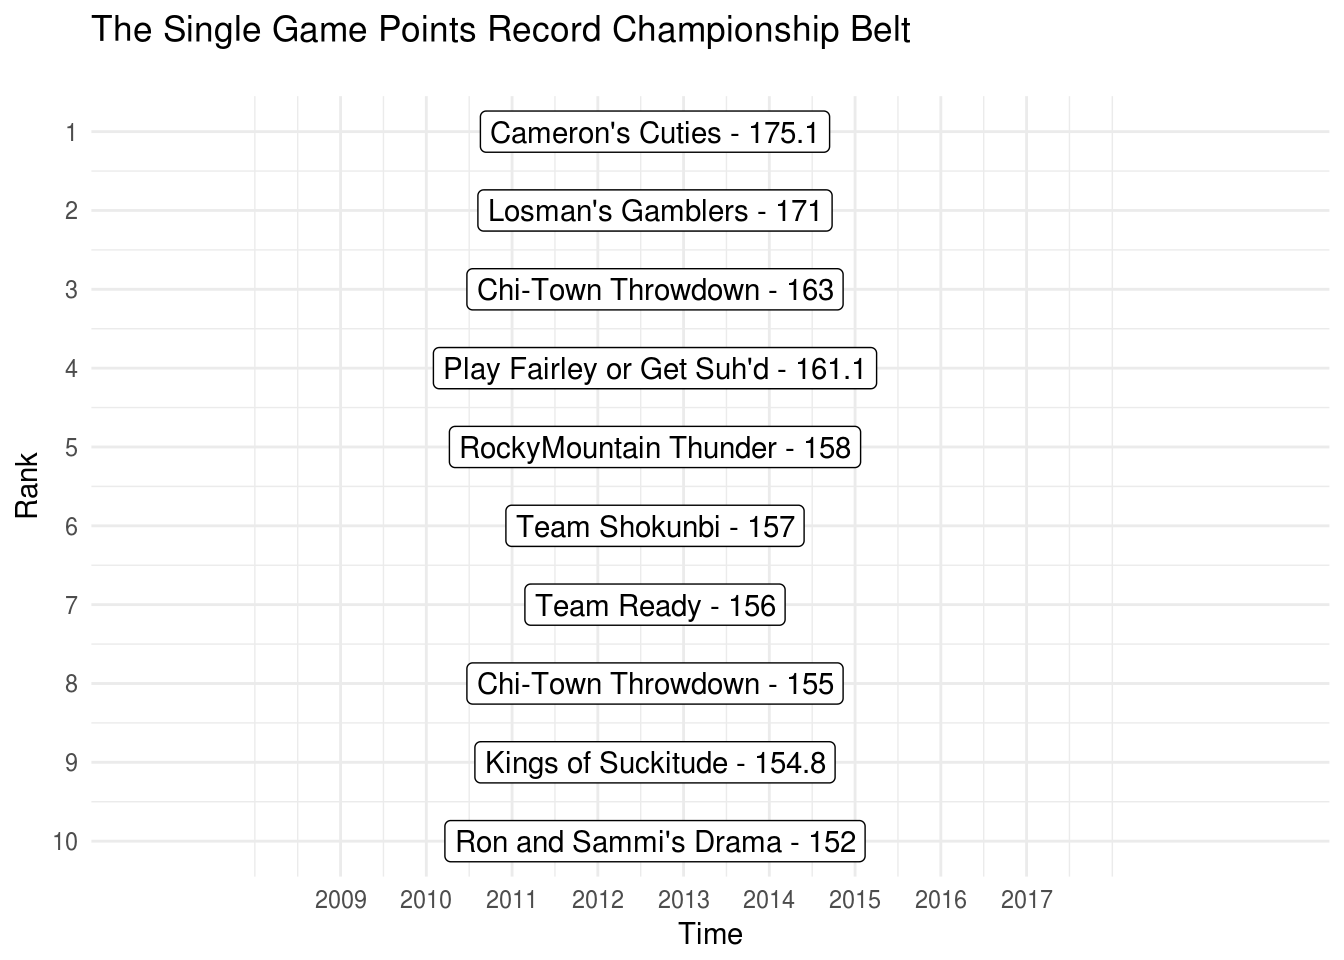 The Single Game Points Record Championship Belt
1
Cameron's Cuties - 175.1
2
Losman's Gamblers - 171
3
Chi-Town Throwdown - 163
4
Play Fairley or Get Suh'd - 161.1
5
RockyMountain Thunder - 158
Rank
6
Team Shokunbi - 157
7
Team Ready - 156
8
Chi-Town Throwdown - 155
9
Kings of Suckitude - 154.8
10
Ron and Sammi's Drama - 152
2009 2010 2011 2012 2013 2014 2015 2016 2017
Time